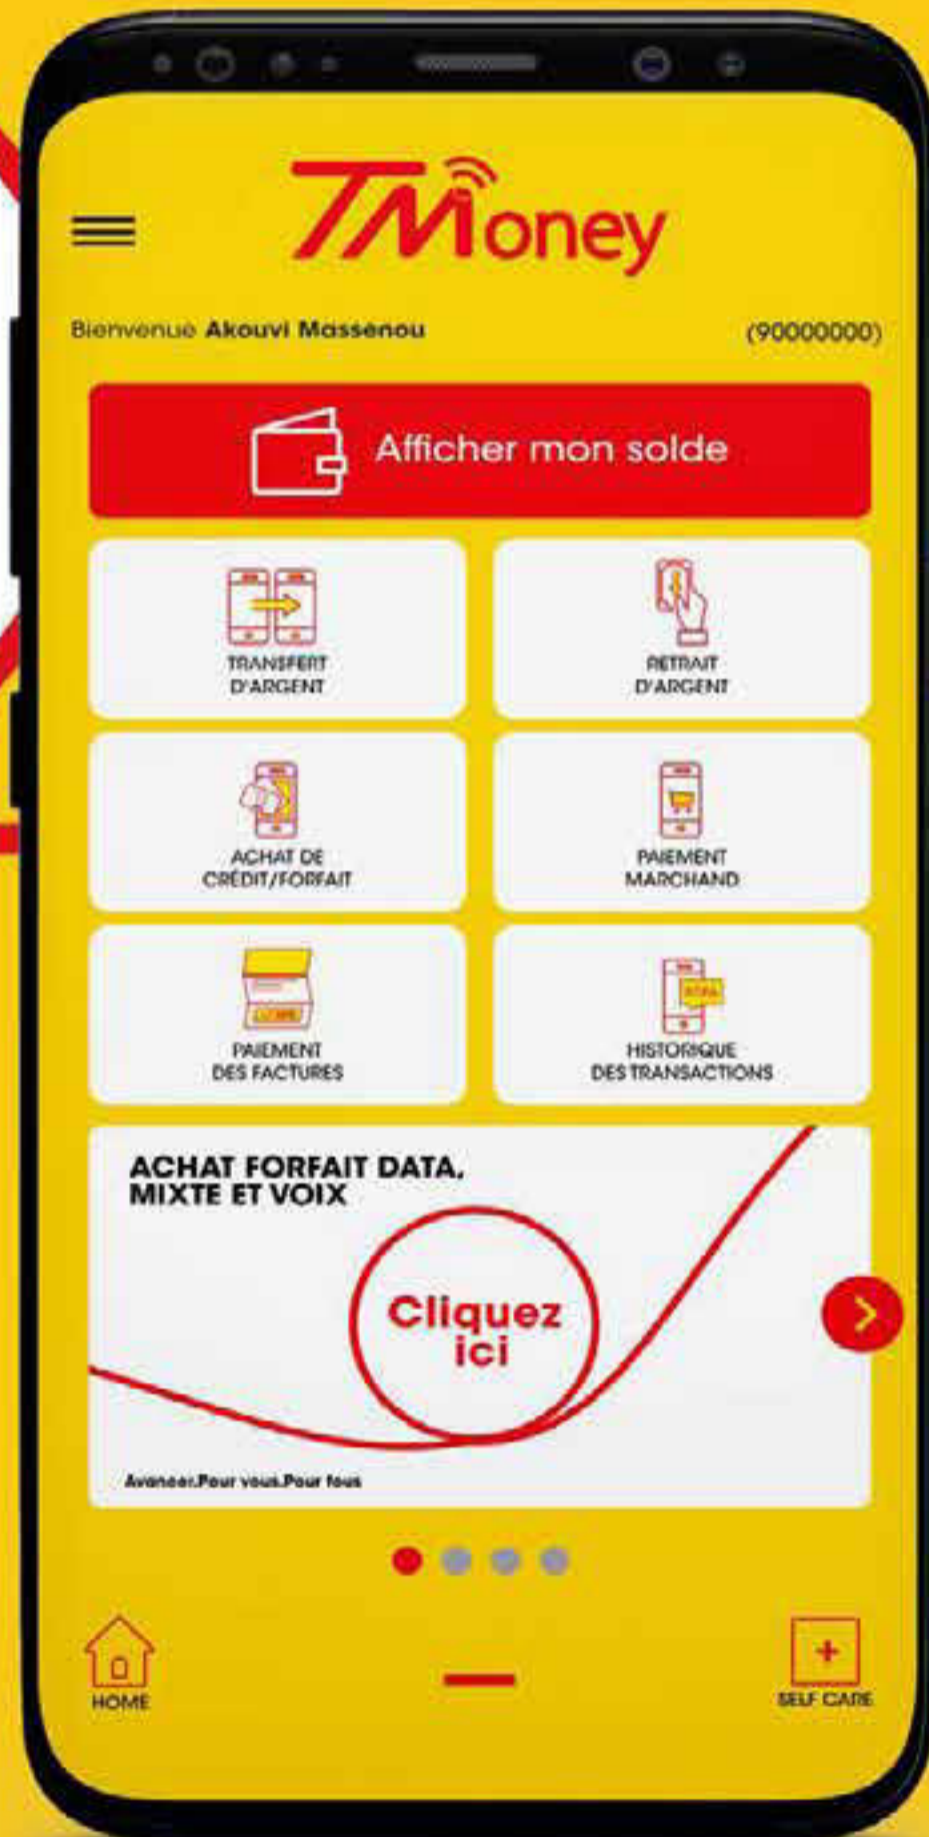 TMoney
Bienvenue Akouvi Massenou (90000000)
Afficher mon solde
TRANSFERT
D'ARGENT
RETRAIT
D'ARGENT
ACHAT DE
CRÉDIT/FORFAIT
PAIEMENT
MARCHAND
PAIEMENT
DES FACTURES
HISTORIQUE
DES TRANSACTIONS
ACHAT FORFAIT DATA,
MIXTE ET VOIX
Cliquez
ici
Avancer.Pour vous.Pour tous
HOME
SELF CARE